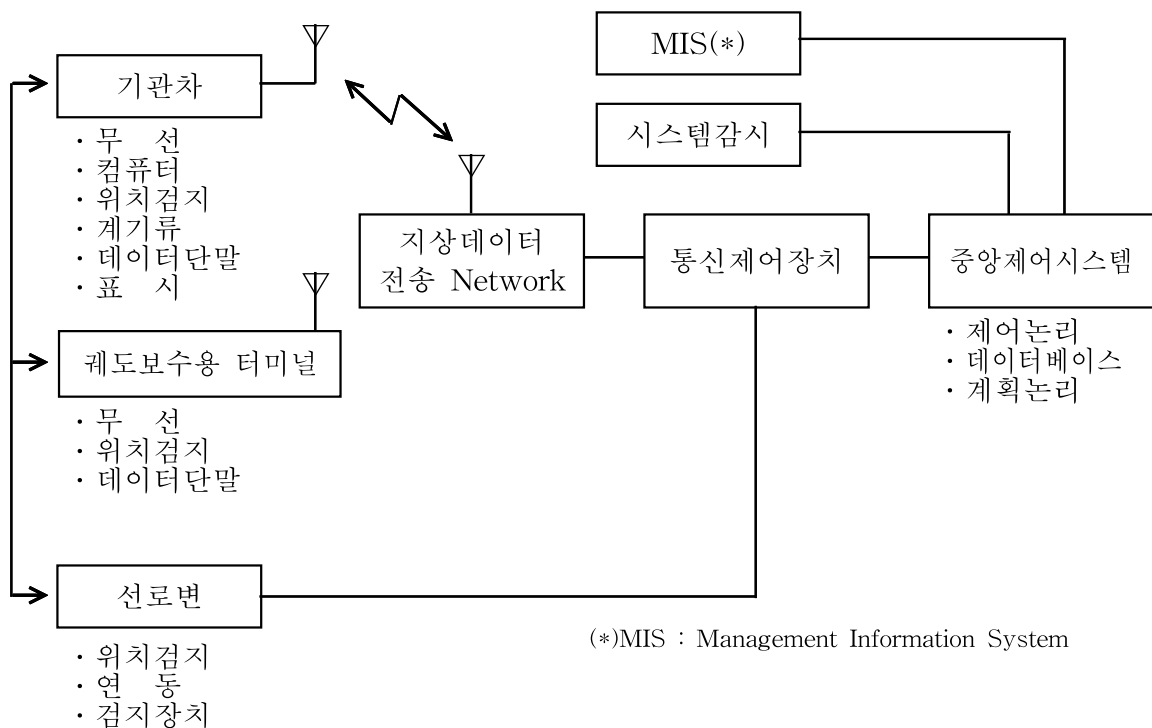 기관차
· 무 선
· 컴퓨터
· 위치검지
· 계기류
· 데이터단말
· 표 시
궤도보수용 터미널
· 무 선
· 위치검지
· 데이터단말
선로변
· 위치검지
· 연 동
· 검지장치
지상데이터
전송 Network
통신제어장치
MIS(*)
시스템감시
중앙제어시스템
· 제어논리
· 데이터베이스
· 계획논리
(*)MIS : Management Information System